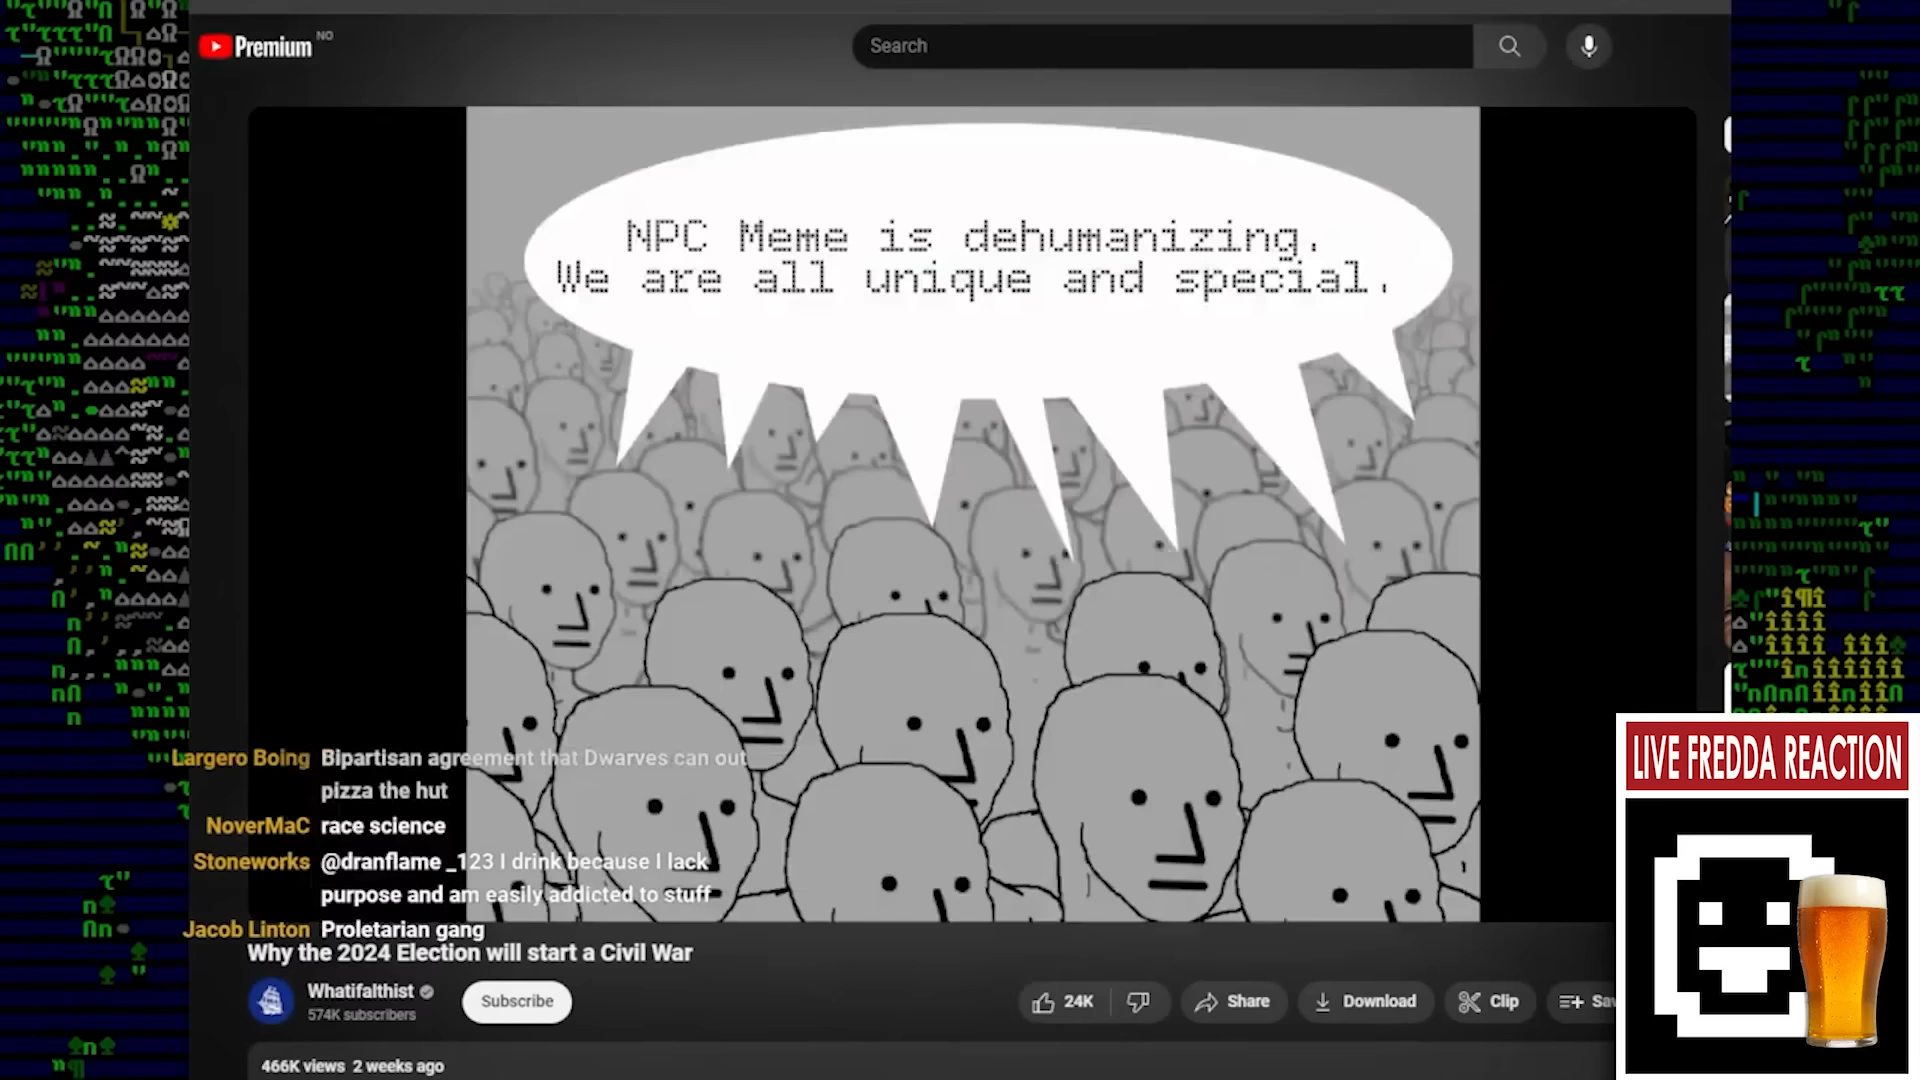 Premium NO
Search
NPC Meme is dehumanizing.
We are all unique and special.
LIVE FREDDA REACTION
Largero Boing Bipartisan agreement that Dwarves can out
pizza the hut
NoverMaC race science
Stoneworks @dranflame _123 I drink because I lack
purpose and am easily addicted to stuff
Jacob Linton Proletarian gang
Why the 2024 Election will start a Civil War
Whatifalthist
574K subscribers
Subscribe
24K
Share
Download
Clip
466K views 2 weeks ago